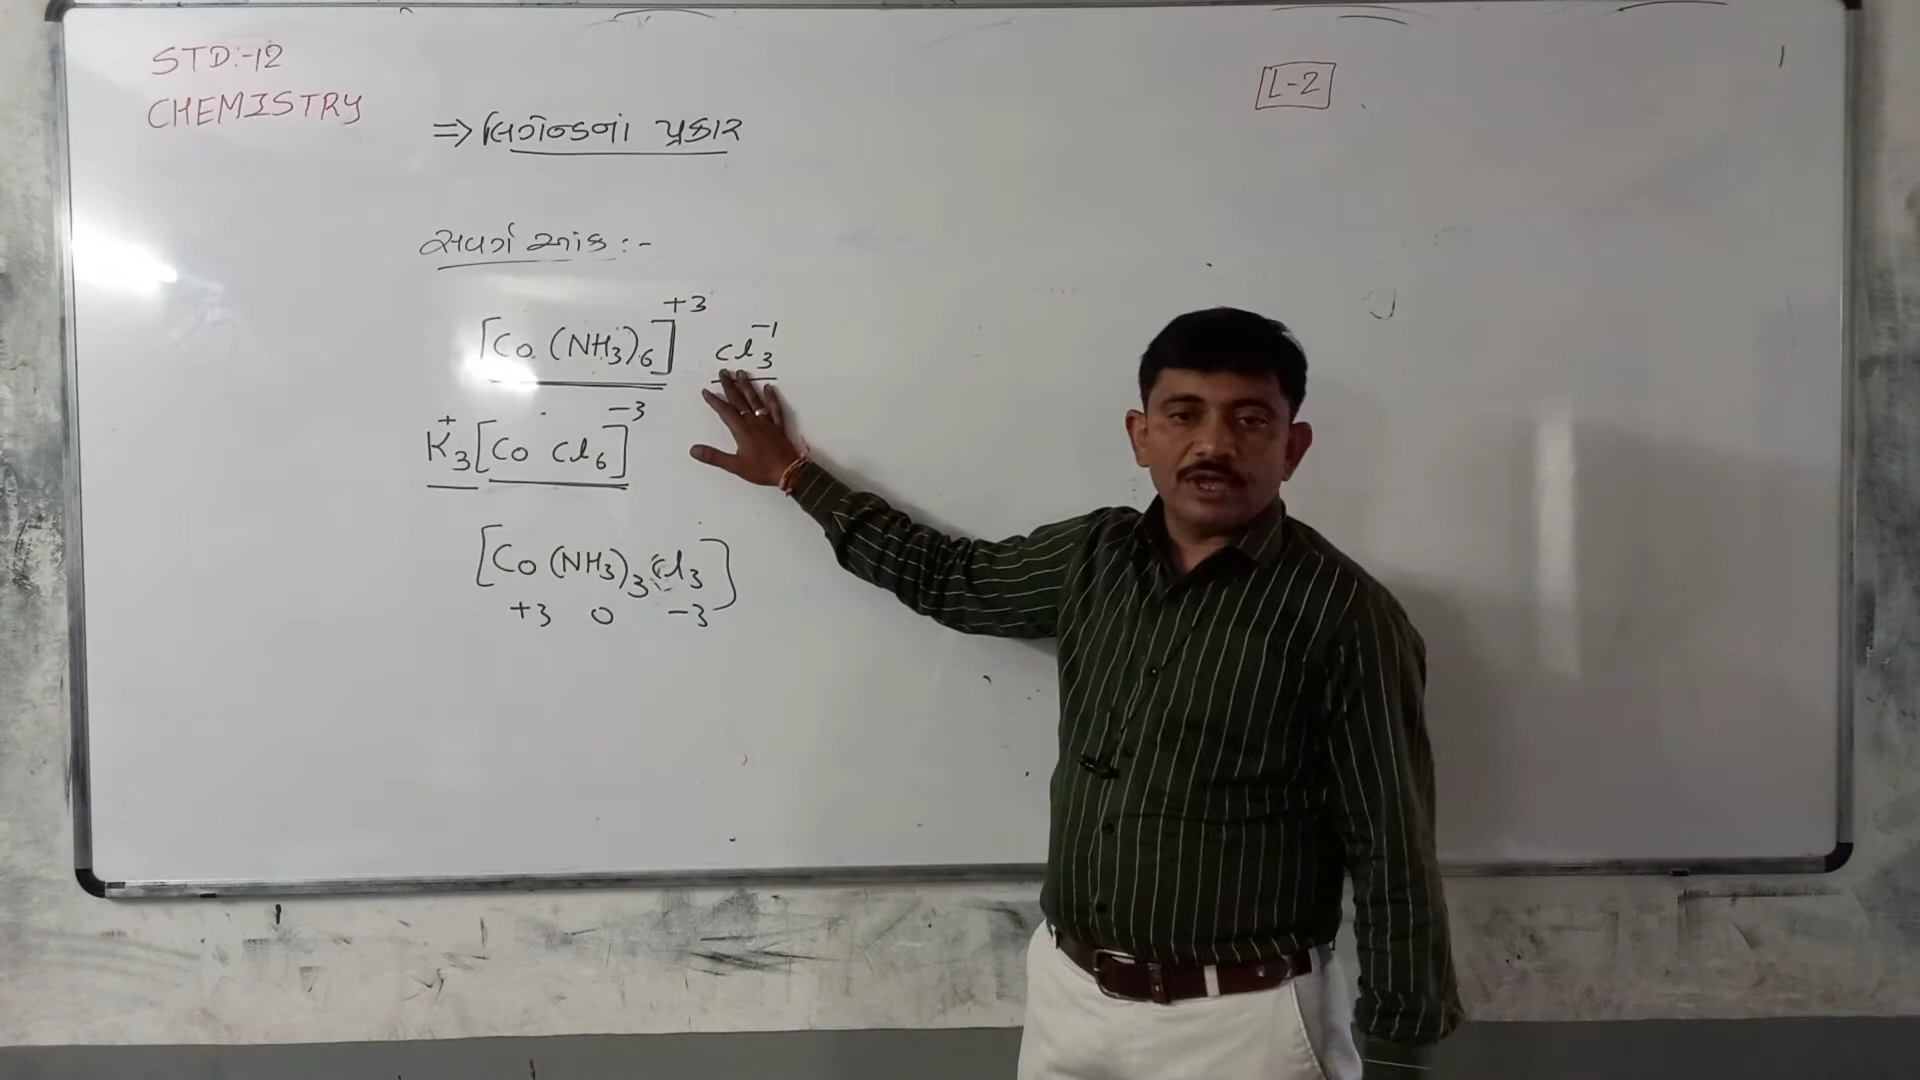 STD:-12
CHEMISTRY
L-2
⇒ લિગેન્ડના પ્રકાર
સવર્ગ આંક :-
[Co (NH₃)₆]⁺³ Cl₃⁻¹
K₃⁺[Co Cl₆]⁻³
[Co (NH₃)₃ Cl₃]
+3 0 -3